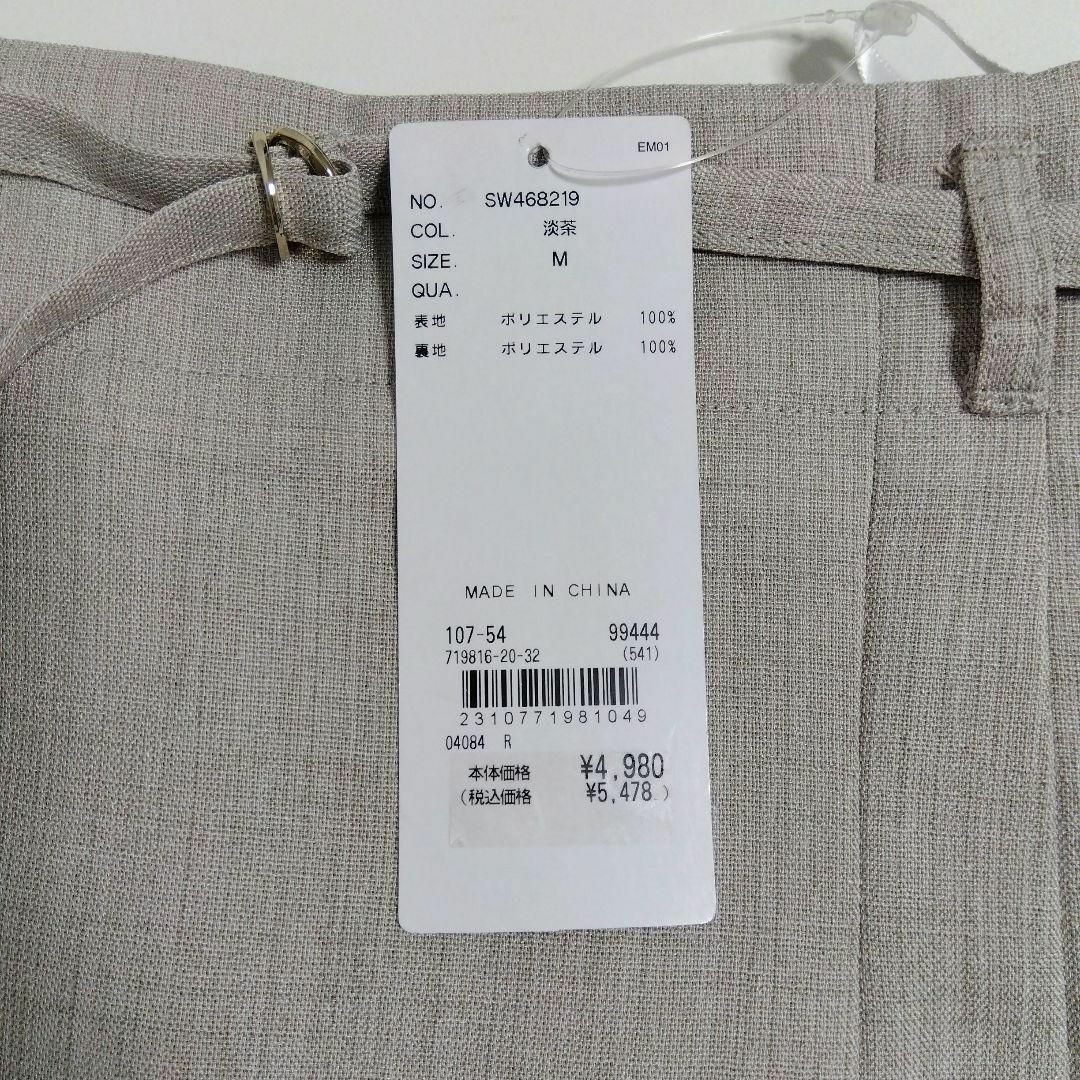 EM01
NO. SW468219
COL. 淡茶
SIZE. M
QUA.
表地 ポリエステル 100%
裏地 ポリエステル 100%
MADE IN CHINA
107-54 99444
719816-20-32 (541)
2310771981049
04084 R
本体価格 ¥4,980
(税込価格 ¥5,478 )